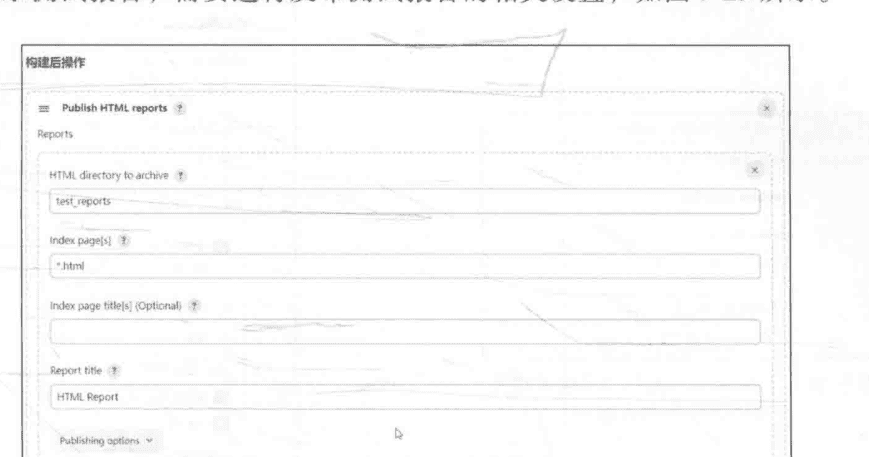 构建后操作
Publish HTML reports ?
Reports
HTML directory to archive ?
test_reports
Index page[s] ?
*.html
Index page title[s] (Optional) ?
Report title ?
HTML Report
Publishing options